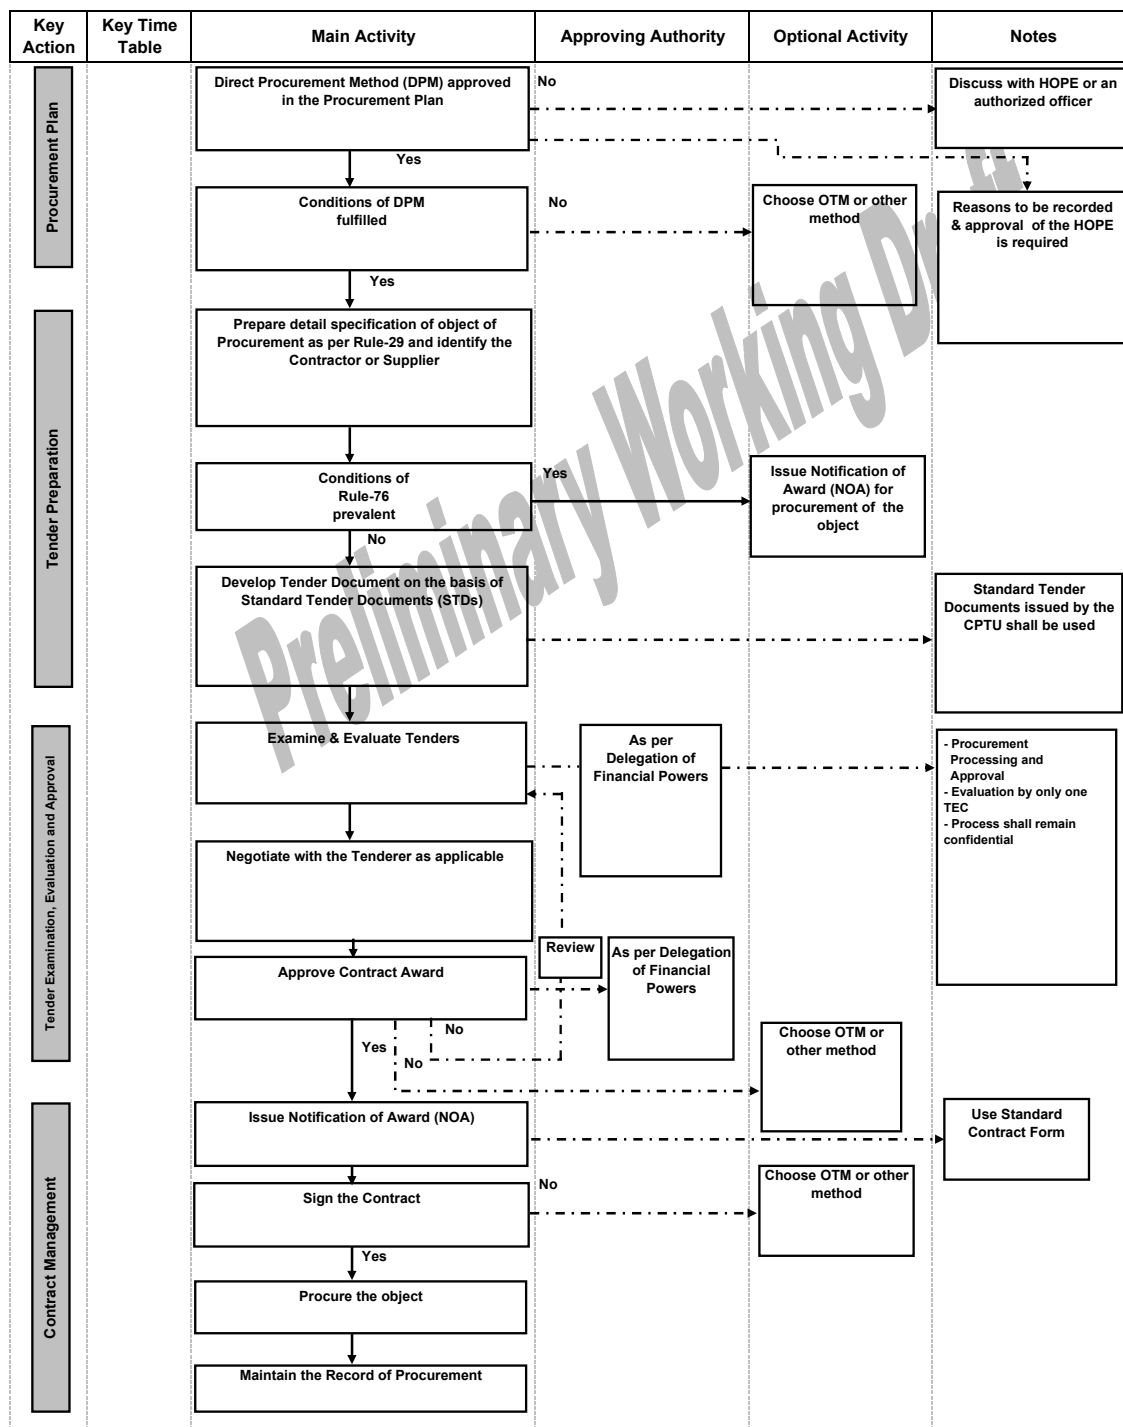 Key
Action
Key Time
Table
Main Activity
Approving Authority
Optional Activity
Notes
Procurement Plan
Direct Procurement Method (DPM) approved
in the Procurement Plan
No
Discuss with HOPE or an
authorized officer
Yes
Conditions of DPM
fulfilled
No
Choose OTM or other
method
Reasons to be recorded
& approval of the HOPE
is required
Yes
Preliminary Working Draft
Tender Preparation
Prepare detail specification of object of
Procurement as per Rule-29 and identify the
Contractor or Supplier
Conditions of
Rule-76
prevalent
Yes
Issue Notification of
Award (NOA) for
procurement of the
object
No
Develop Tender Document on the basis of
Standard Tender Documents (STDs)
Standard Tender
Documents issued by the
CPTU shall be used
Tender Examination, Evaluation and Approval
Examine & Evaluate Tenders
As per
Delegation of
Financial Powers
- Procurement
Processing and
Approval
- Evaluation by only one
TEC
- Process shall remain
confidential
Negotiate with the Tenderer as applicable
Review
As per Delegation
of Financial
Powers
Approve Contract Award
No
Yes
No
Choose OTM or
other method
Contract Management
Issue Notification of Award (NOA)
Use Standard
Contract Form
Sign the Contract
No
Choose OTM or other
method
Yes
Procure the object
Maintain the Record of Procurement